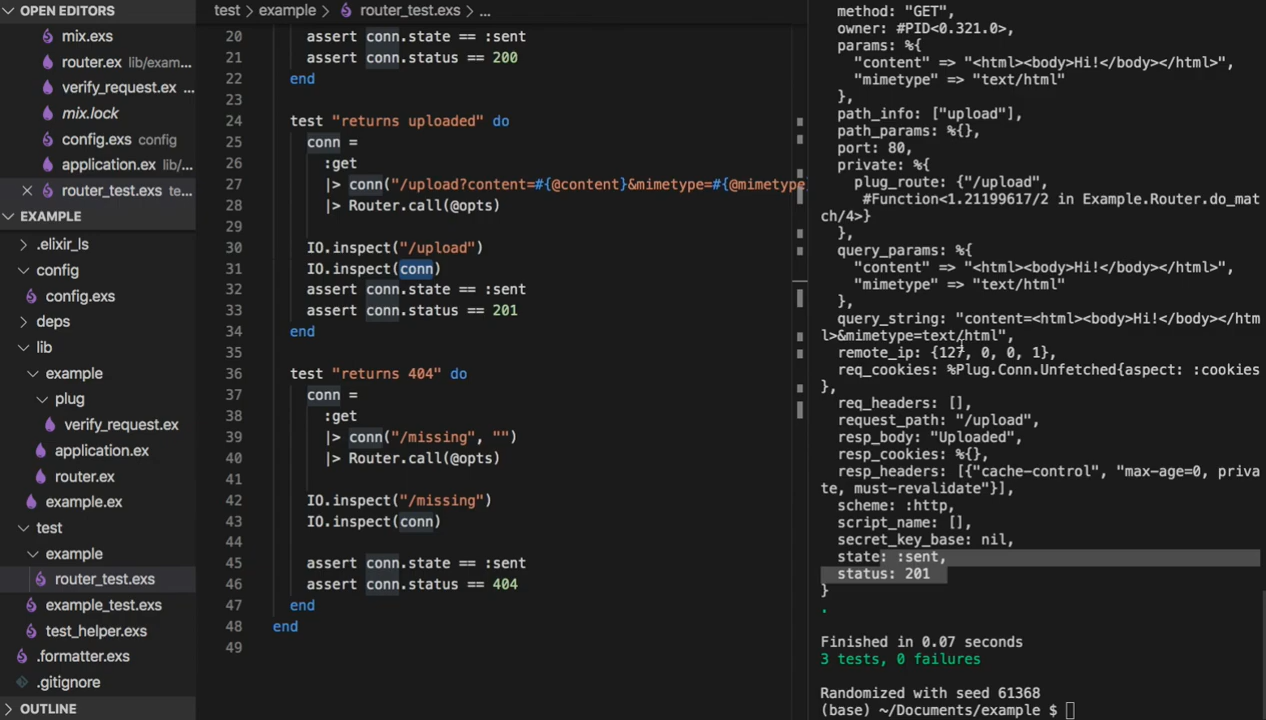 OPEN EDITORS
mix.exs
router.ex lib/exam...
verify_request.ex ...
mix.lock
config.exs config
application.ex lib/...
router_test.exs te...
EXAMPLE
.elixir_ls
config
config.exs
deps
lib
example
plug
verify_request.ex
application.ex
router.ex
example.ex
test
example
router_test.exs
example_test.exs
test_helper.exs
.formatter.exs
.gitignore
OUTLINE
test > example > router_test.exs > ...
20 assert conn.state == :sent
21 assert conn.status == 200
22 end
23
24 test "returns uploaded" do
25 conn =
26 :get
27 |> conn("/upload?content=#{@content}&mimetype=#{@mimetype
28 |> Router.call(@opts)
29
30 IO.inspect("/upload")
31 IO.inspect(conn)
32 assert conn.state == :sent
33 assert conn.status == 201
34 end
35
36 test "returns 404" do
37 conn =
38 :get
39 |> conn("/missing", "")
40 |> Router.call(@opts)
41
42 IO.inspect("/missing")
43 IO.inspect(conn)
44
45 assert conn.state == :sent
46 assert conn.status == 404
47 end
48 end
49
method: "GET",
owner: #PID<0.321.0>,
params: %{
"content" => "<html><body>Hi!</body></html>",
"mimetype" => "text/html"
},
path_info: ["upload"],
path_params: %{},
port: 80,
private: %{
plug_route: {"/upload",
#Function<1.21199617/2 in Example.Router.do_mat
ch/4>}
},
query_params: %{
"content" => "<html><body>Hi!</body></html>",
"mimetype" => "text/html"
},
query_string: "content=<html><body>Hi!</body></htm
l>&mimetype=text/html",
remote_ip: {127, 0, 0, 1},
req_cookies: %Plug.Conn.Unfetched{aspect: :cookies
},
req_headers: [],
request_path: "/upload",
resp_body: "Uploaded",
resp_cookies: %{},
resp_headers: [{"cache-control", "max-age=0, priva
te, must-revalidate"}],
scheme: :http,
script_name: [],
secret_key_base: nil,
state: :sent,
status: 201
}
.
Finished in 0.07 seconds
3 tests, 0 failures
Randomized with seed 61368
(base) ~/Documents/example $